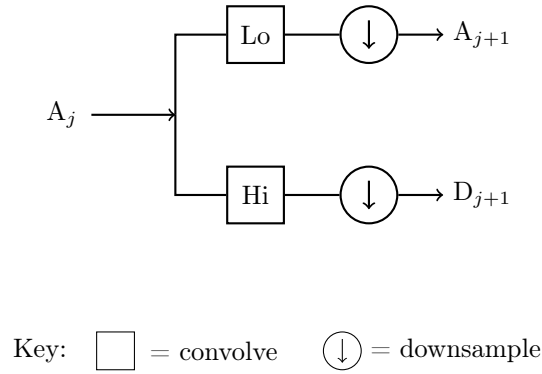 Lo
↓
A_{j+1}
A_j
Hi
↓
D_{j+1}
Key: = convolve ↓ = downsample